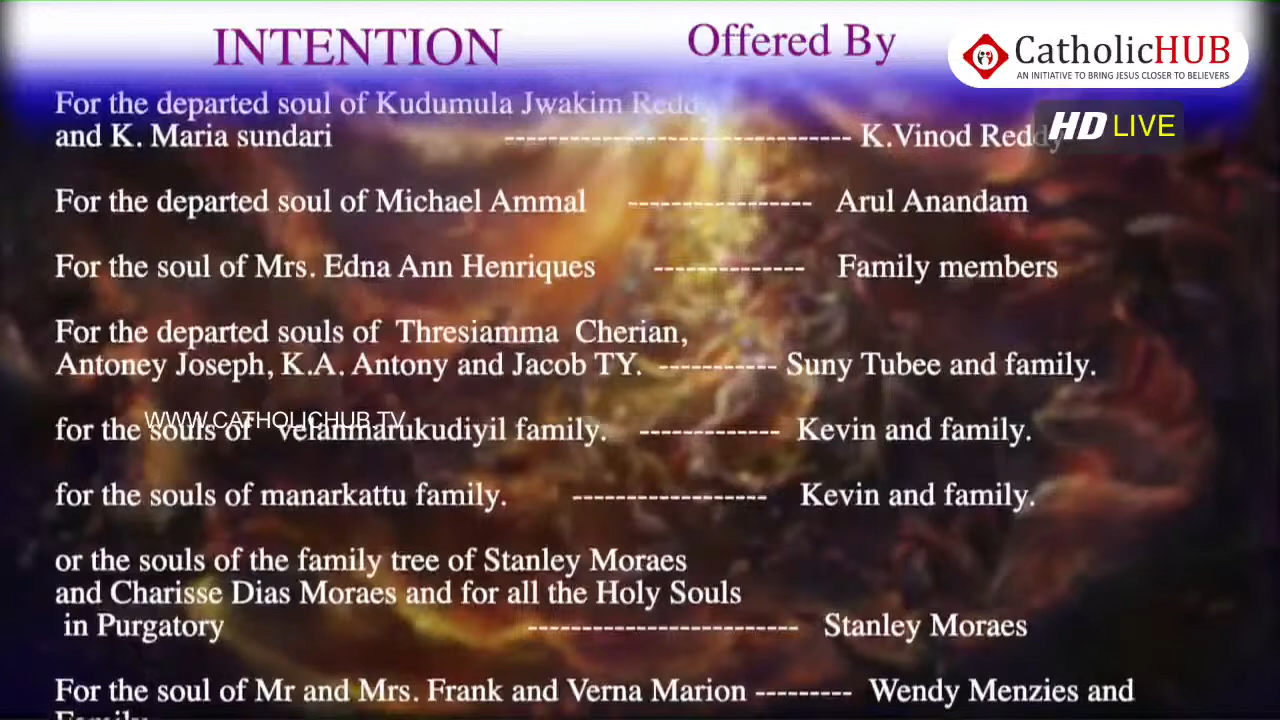 INTENTION Offered By
CatholicHUB
AN INITIATIVE TO BRING JESUS CLOSER TO BELIEVERS
For the departed soul of Kudumula Jwakim Reddy
and K. Maria sundari -------------------------------- K.Vinod Reddy
HD LIVE
For the departed soul of Michael Ammal ----------------- Arul Anandam
For the soul of Mrs. Edna Ann Henriques -------------- Family members
For the departed souls of Thresiamma Cherian,
Antoney Joseph, K.A. Antony and Jacob TY. ----------- Suny Tubee and family.
WWW.CATHOLICHUB.TV
for the souls of velanmarukudiyil family. ------------- Kevin and family.
for the souls of manarkattu family. ------------------ Kevin and family.
or the souls of the family tree of Stanley Moraes
and Charisse Dias Moraes and for all the Holy Souls
in Purgatory ------------------------- Stanley Moraes
For the soul of Mr and Mrs. Frank and Verna Marion --------- Wendy Menzies and
Family